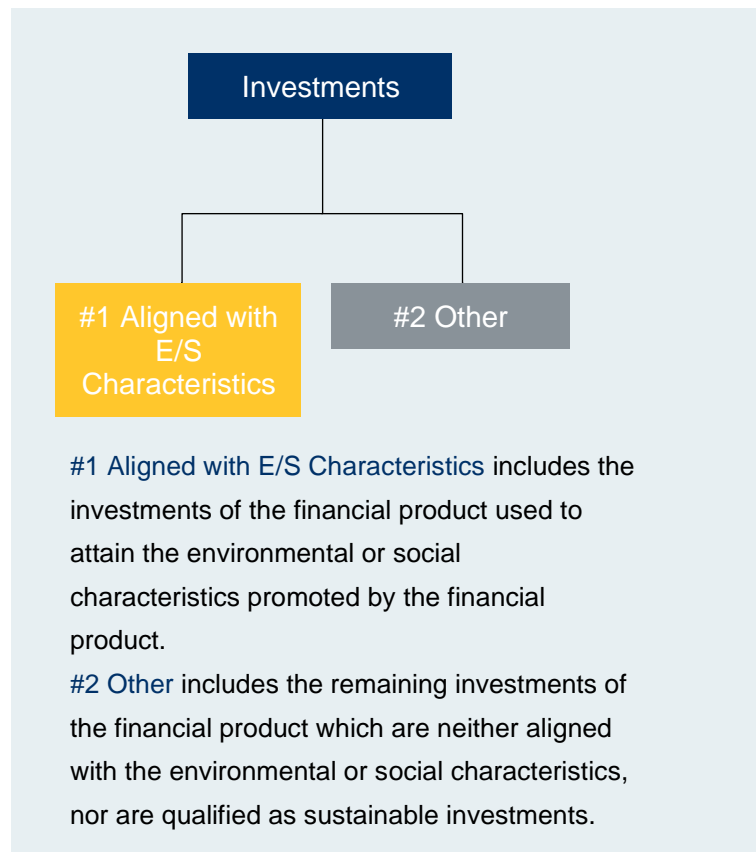 Investments
#1 Aligned with
E/S
Characteristics
#2 Other
#1 Aligned with E/S Characteristics includes the
investments of the financial product used to
attain the environmental or social
characteristics promoted by the financial
product.
#2 Other includes the remaining investments of
the financial product which are neither aligned
with the environmental or social characteristics,
nor are qualified as sustainable investments.